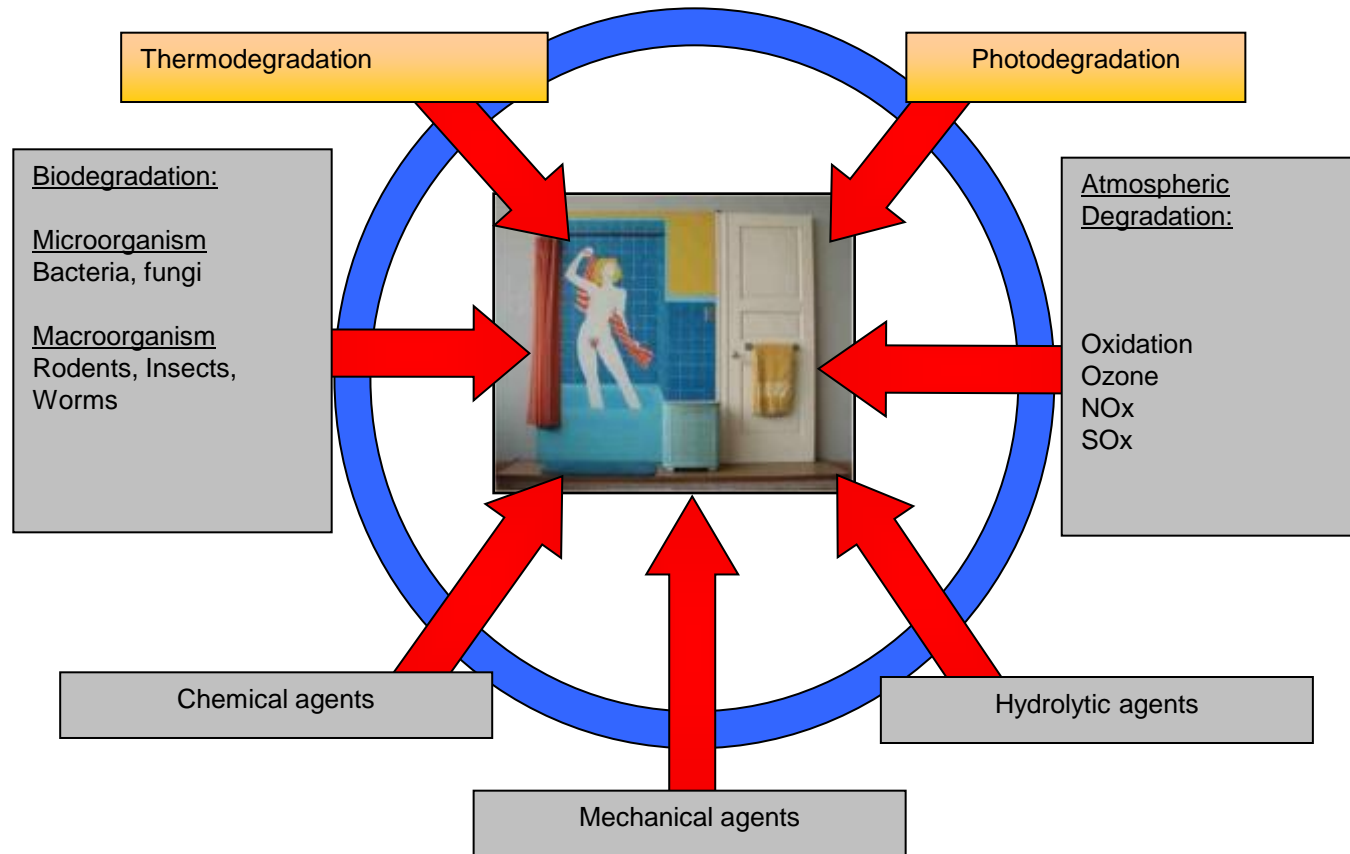 Thermodegradation
Photodegradation
Biodegradation:
Microorganism
Bacteria, fungi
Macroorganism
Rodents, Insects,
Worms
Atmospheric
Degradation:
Oxidation
Ozone
NOx
SOx
Chemical agents
Hydrolytic agents
Mechanical agents